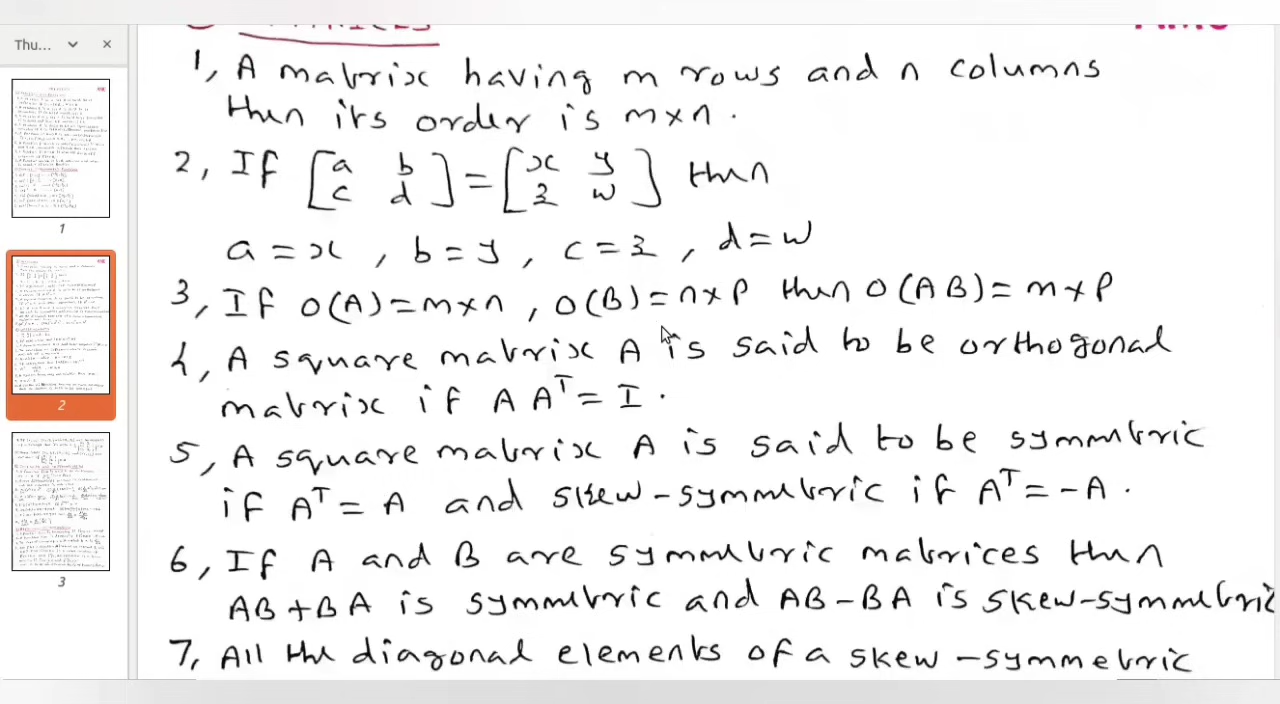 Thu...
1, A matrix having m rows and n columns
then its order is m×n.
2, If [a b c d] = [x y z w] then
a = x , b = y , c = z , d = w
3, If O(A) = m×n , O(B) = n×p then O(AB) = m×p
4, A square matrix A is said to be orthogonal
matrix if A Aᵀ = I .
5, A square matrix A is said to be symmetric
if Aᵀ = A and skew-symmetric if Aᵀ = -A .
6, If A and B are symmetric matrices then
AB + BA is symmetric and AB - BA is skew-symmetric
7, All the diagonal elements of a skew-symmetric
1
2
3